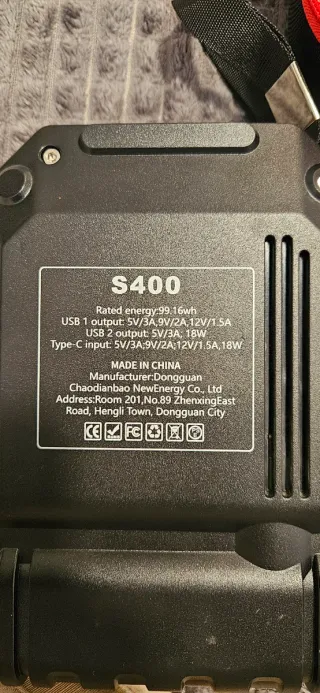 S400
Rated energy:99.16wh
USB 1 output: 5V/3A,9V/2A,12V/1.5A
USB 2 output: 5V/3A, 18W
Type-C input: 5V/3A;9V/2A;12V/1.5A,18W
MADE IN CHINA
Manufacturer:Dongguan
Chaodianbao NewEnergy Co., Ltd
Address:Room 201,No.89 ZhenxingEast
Road, Hengli Town, Dongguan City
CE FC